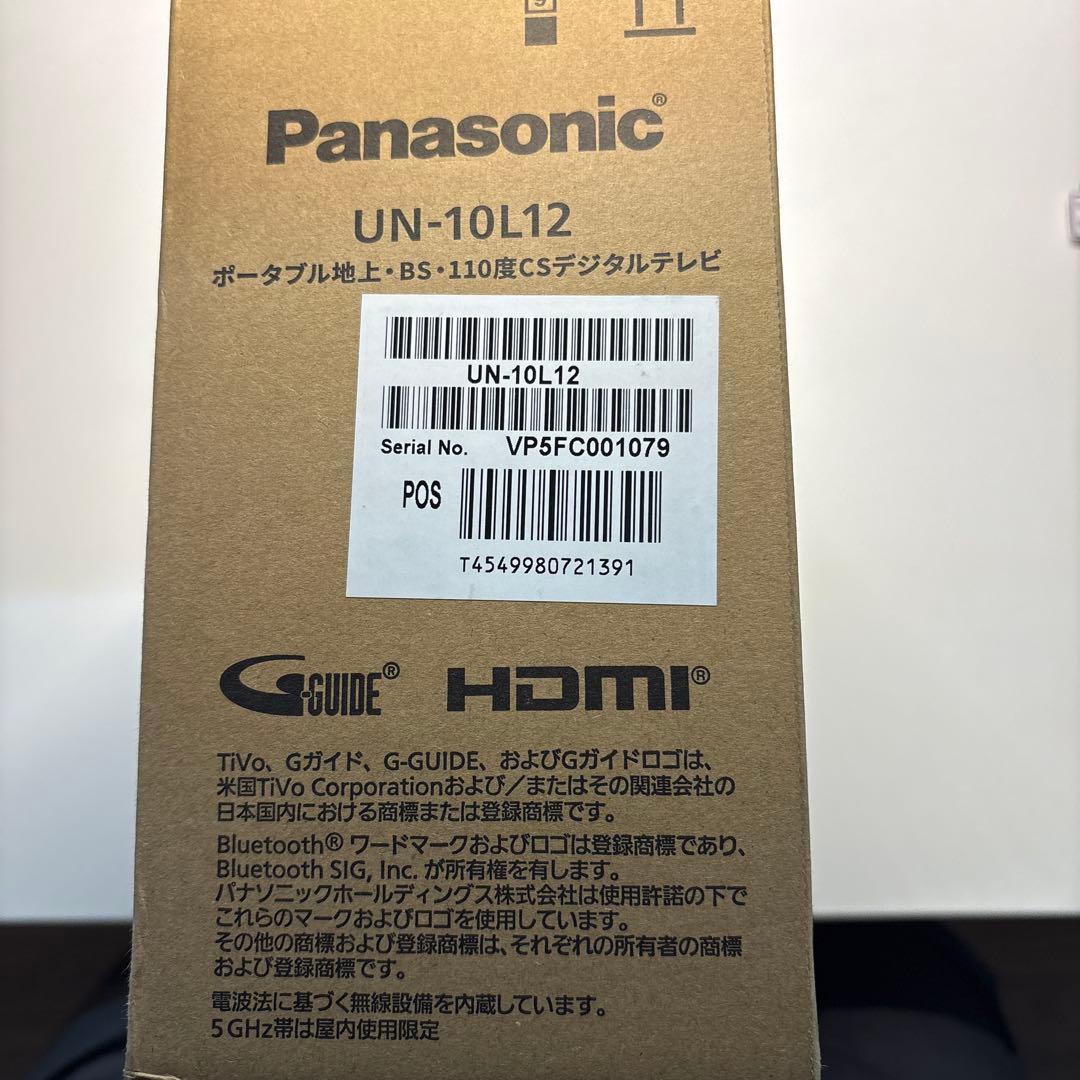 9
Panasonic®
UN-10L12
ポータブル地上・BS・110度CSデジタルテレビ
UN-10L12
Serial No. VP5FC001079
POS
T4549980721391
G-GUIDE® HDMI®
TiVo、Gガイド、G-GUIDE、およびGガイドロゴは、
米国TiVo Corporationおよび／またはその関連会社の
日本国内における商標または登録商標です。
Bluetooth® ワードマークおよびロゴは登録商標であり、
Bluetooth SIG, Inc. が所有権を有します。
パナソニックホールディングス株式会社は使用許諾の下で
これらのマークおよびロゴを使用しています。
その他の商標および登録商標は、それぞれの所有者の商標
および登録商標です。
電波法に基づく無線設備を内蔵しています。
5GHz帯は屋内使用限定